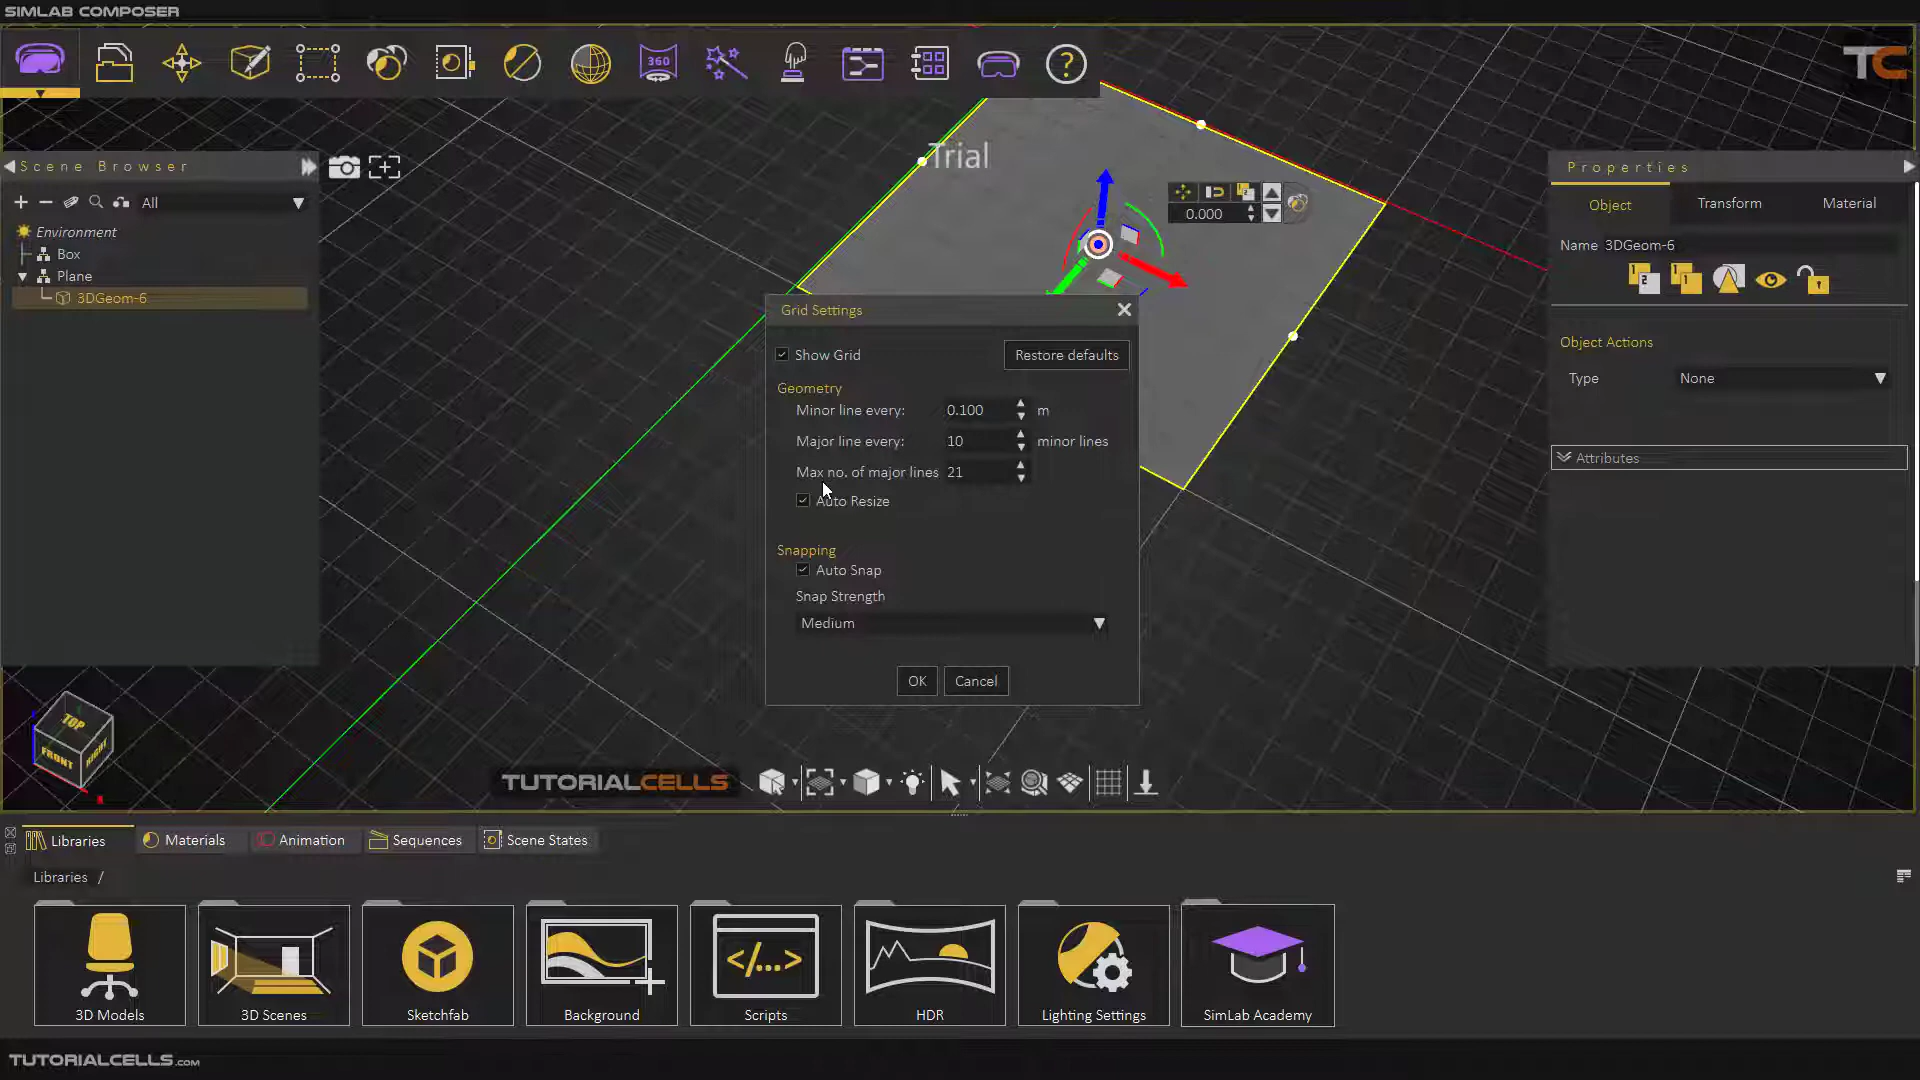 SIMLAB COMPOSER
360
?
TC
Scene Browser
Trial
Properties
All
0.000
Object
Transform
Material
Environment
Name 3DGeom-6
Box
Plane
3DGeom-6
Grid Settings
Show Grid
Restore defaults
Object Actions
Geometry
Type
None
Minor line every:
0.100
m
Major line every:
10
minor lines
Attributes
Max no. of major lines
21
Auto Resize
Snapping
Auto Snap
Snap Strength
Medium
OK
Cancel
TOP
FRONT
RIGHT
TUTORIALCELLS
Libraries
Materials
Animation
Sequences
Scene States
Libraries /
</...>
3D Models
3D Scenes
Sketchfab
Background
Scripts
HDR
Lighting Settings
SimLab Academy
TUTORIALCELLS.com